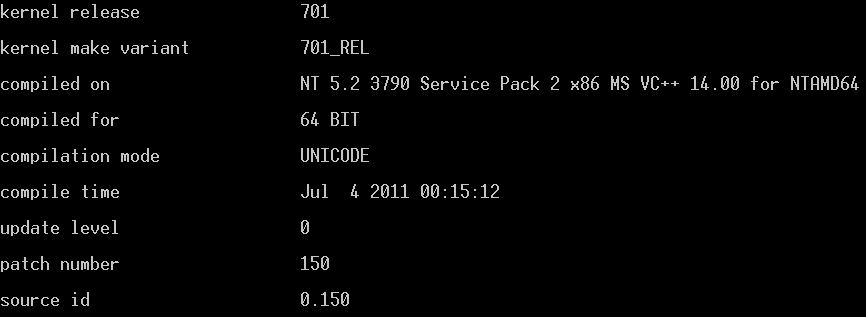 kernel release                701
kernel make variant           701_REL
compiled on                   NT 5.2 3790 Service Pack 2 x86 MS VC++ 14.00 for NTAMD64
compiled for                  64 BIT
compilation mode              UNICODE
compile time                  Jul  4 2011 00:15:12
update level                  0
patch number                  150
source id                     0.150